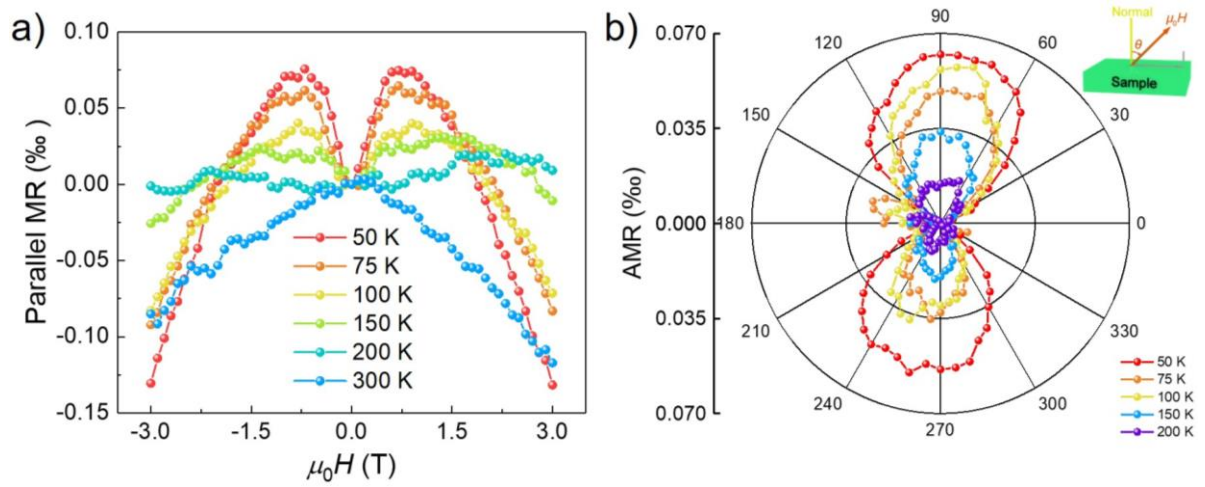 a)
Parallel MR (‰)
0.10
0.05
0.00
-0.05
-0.10
-0.15
-3.0 -1.5 0.0 1.5 3.0
μ₀H (T)
50 K
75 K
100 K
150 K
200 K
300 K
b)
AMR (‰)
0.070
0.035
0.000
0.035
0.070
90
60
30
0
330
300
270
240
210
480
150
120
Normal
μ₀H
θ
I
Sample
50 K
75 K
100 K
150 K
200 K